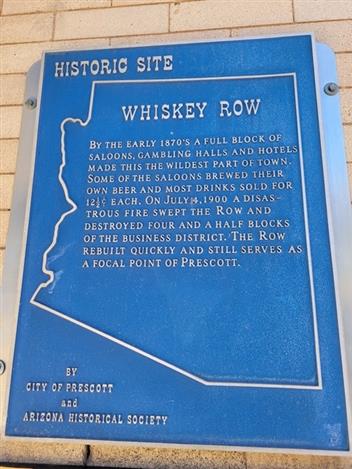 HISTORIC SITE
WHISKEY ROW
BY THE EARLY 1870'S A FULL BLOCK OF
SALOONS, GAMBLING HALLS AND HOTELS
MADE THIS THE WILDEST PART OF TOWN.
SOME OF THE SALOONS BREWED THEIR
OWN BEER AND MOST DRINKS SOLD FOR
12½¢ EACH. ON JULY 14, 1900 A DISAS-
TROUS FIRE SWEPT THE ROW AND
DESTROYED FOUR AND A HALF BLOCKS
OF THE BUSINESS DISTRICT. THE ROW
REBUILT QUICKLY AND STILL SERVES AS
A FOCAL POINT OF PRESCOTT.
BY
CITY OF PRESCOTT
and
ARIZONA HISTORICAL SOCIETY